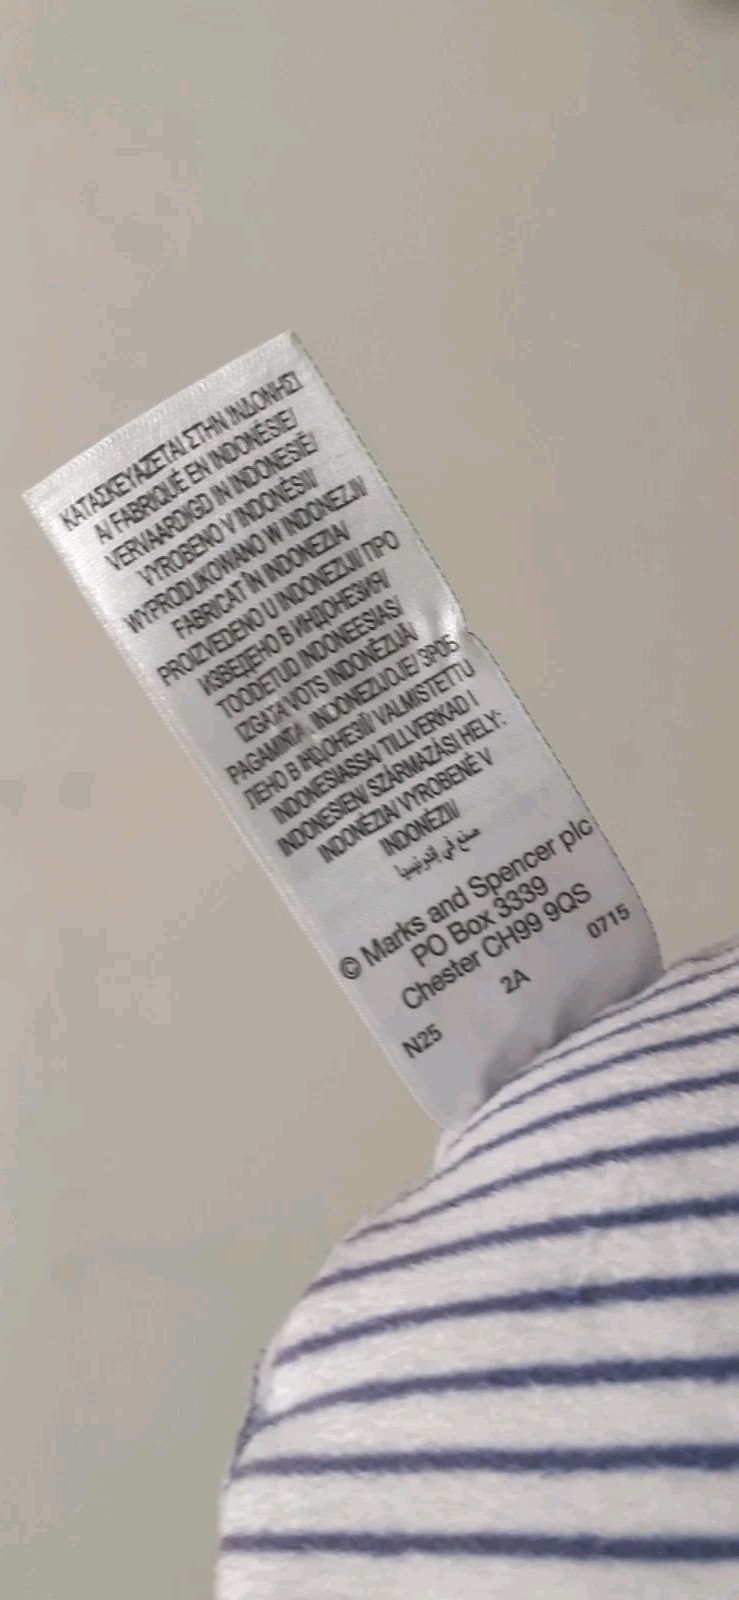 ΚΑΤΑΣΚΕΥΑΖΕΤΑΙ ΣΤΗΝ ΙΝΔΟΝΗΣΙ
Α/ FABRIQUÉ EN INDONÉSIE/
VERVAARDIGD IN INDONESIË/
VYROBENO V INDONÉSII/
WYPRODUKOWANO W INDONEZJI/
FABRICAT ÎN INDONEZIA/
PROIZVEDENO U INDONEZIJI/ ПРО
ИЗВЕДЕНО В ИНДОНЕЗИЯ/
TOODETUD INDONEESIAS/
IZGATAVOTS INDONĒZIJĀ/
PAGAMINTA INDONEZIJOJE/ ЗРОБ
ЛЕНО В ІНДОНЕЗІЇ/ VALMISTETTU
INDONESIASSA/ TILLVERKAD I
INDONESIEN/ SZÁRMAZÁSI HELY:
INDONÉZIA/ VYROBENÉ V
INDONÉZII/
صنع في إندونيسيا
© Marks and Spencer plc
PO Box 3339
Chester CH99 9QS
N25 2A 0715